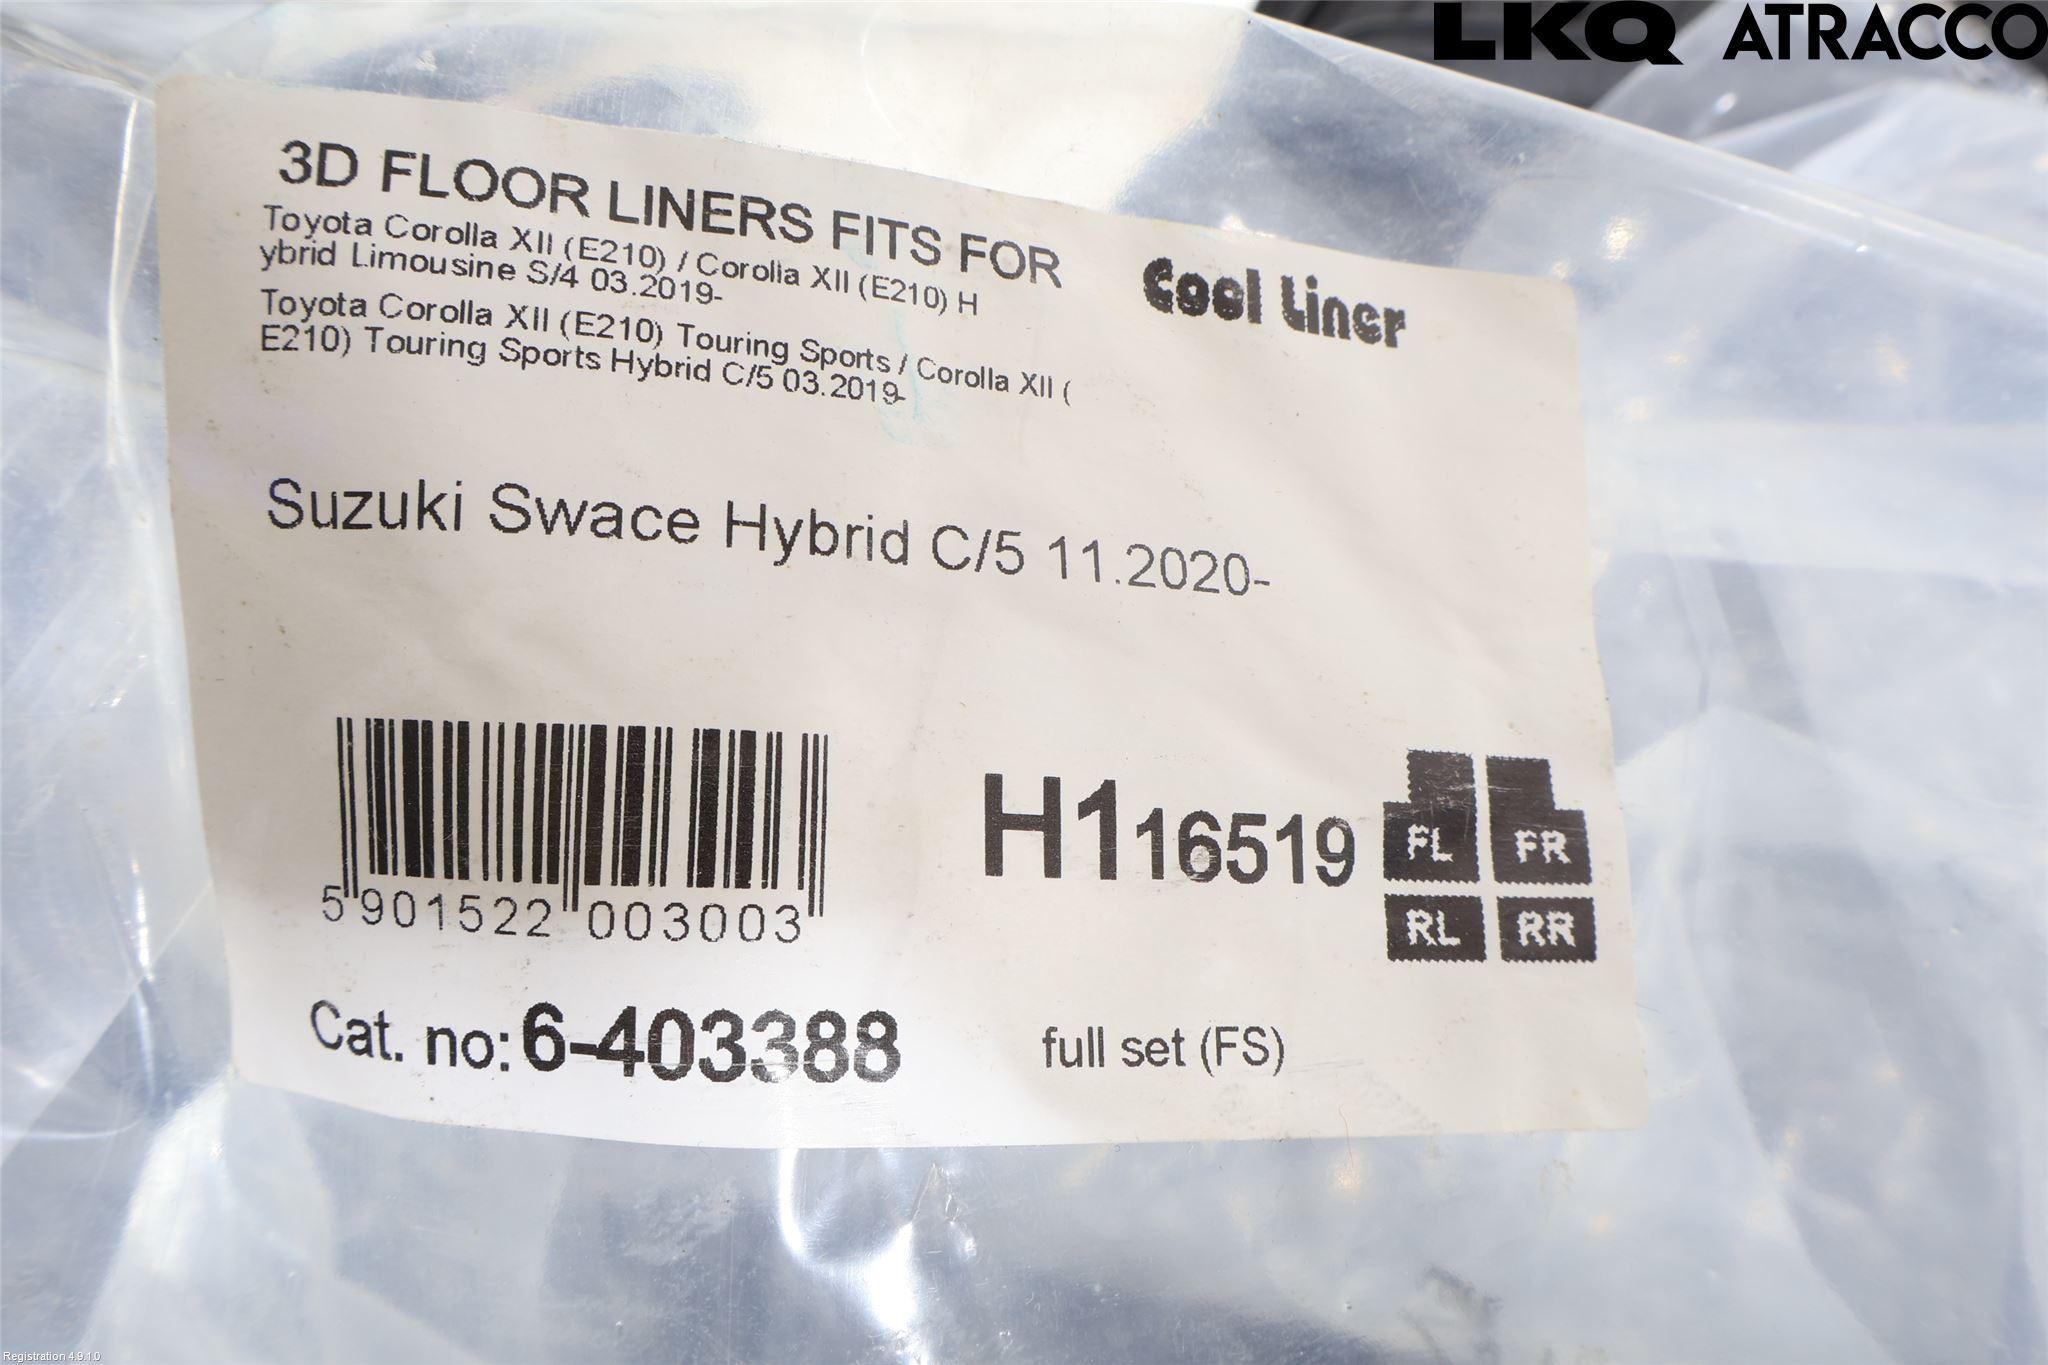 LKQ ATRACCO
3D FLOOR LINERS FITS FOR
Toyota Corolla XII (E210) / Corolla XII (E210) H
ybrid Limousine S/4 03.2019-
Toyota Corolla XII (E210) Touring Sports / Corolla XII (
E210) Touring Sports Hybrid C/5 03.2019-
Cool Liner
Suzuki Swace Hybrid C/5 11.2020-
5 901522 003003
H116519
FL FR
RL RR
Cat. no: 6-403388
full set (FS)
Registration 4.9.1.0